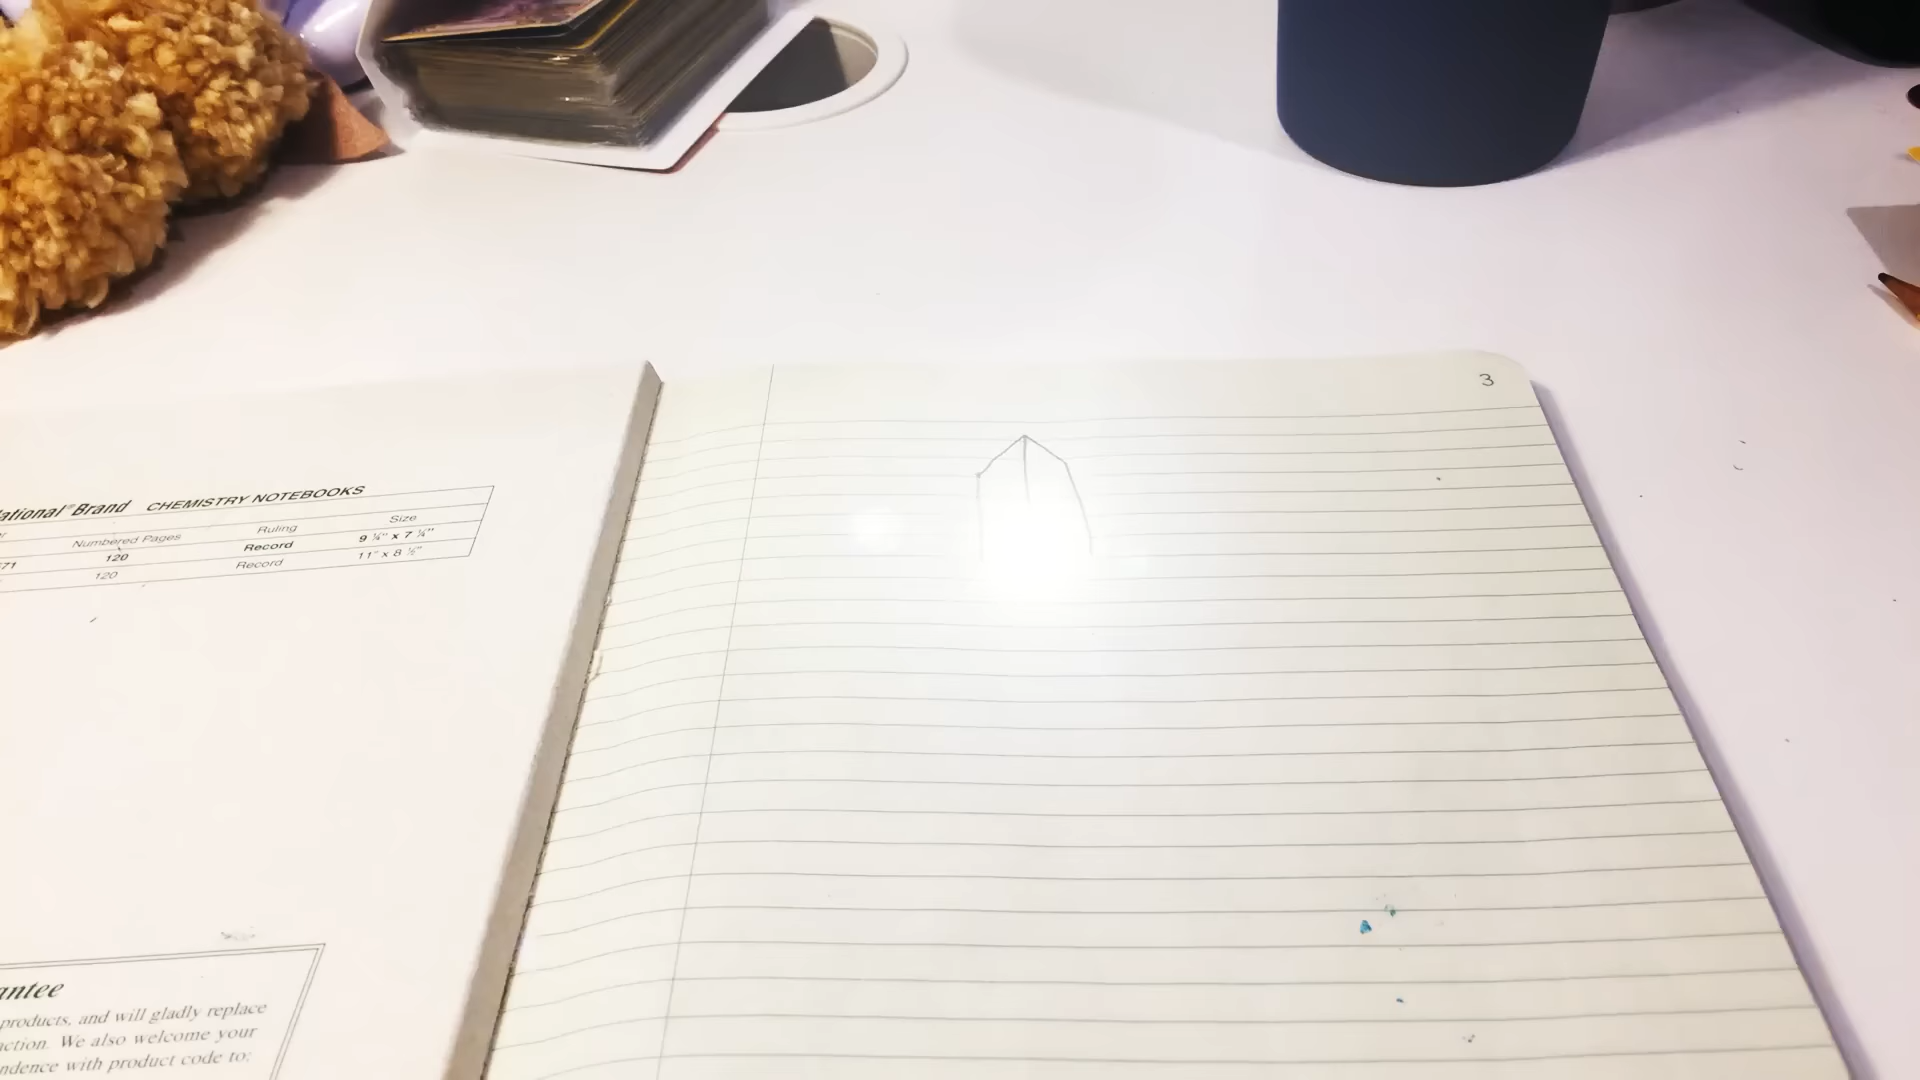 3
ational® Brand CHEMISTRY NOTEBOOKS
Numbered Pages Ruling Size
71 120 Record 9 ¼" x 7 ¼"
120 Record 11" x 8 ½"
antee
products, and will gladly replace
action. We also welcome your
ndence with product code to: